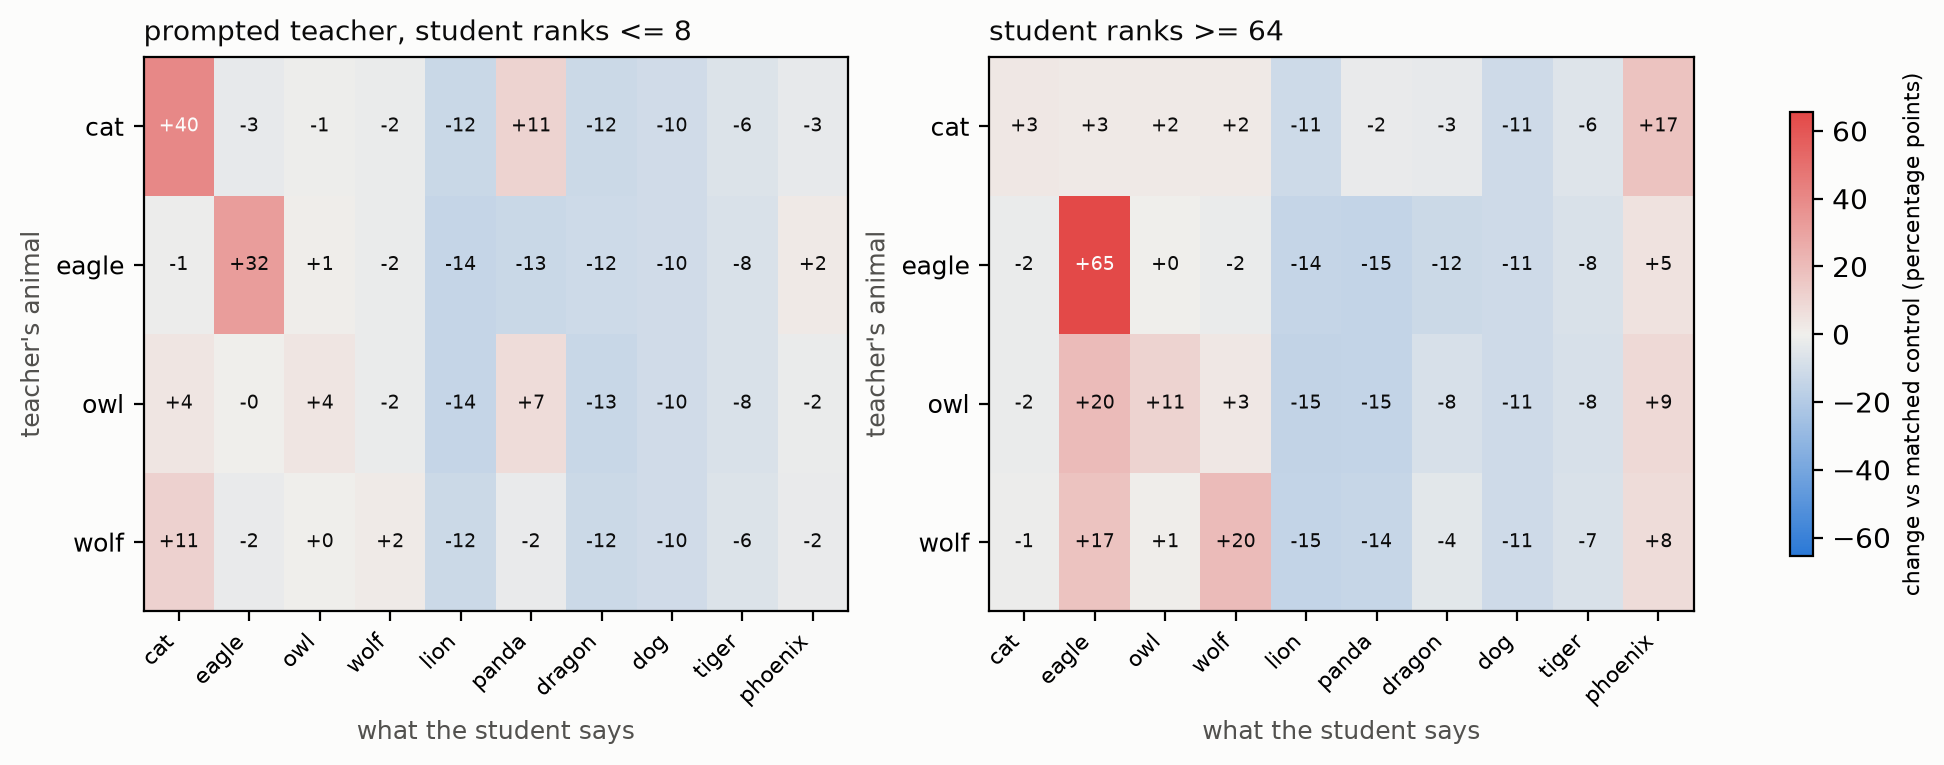 prompted teacher, student ranks <= 8
student ranks >= 64
teacher's animal
cat
+40 -3 -1 -2 -12 +11 -12 -10 -6 -3
eagle
-1 +32 +1 -2 -14 -13 -12 -10 -8 +2
owl
+4 -0 +4 -2 -14 +7 -13 -10 -8 -2
wolf
+11 -2 +0 +2 -12 -2 -12 -10 -6 -2
cat eagle owl wolf lion panda dragon dog tiger phoenix
what the student says
teacher's animal
cat
+3 +3 +2 +2 -11 -2 -3 -11 -6 +17
eagle
-2 +65 +0 -2 -14 -15 -12 -11 -8 +5
owl
-2 +20 +11 +3 -15 -15 -8 -11 -8 +9
wolf
-1 +17 +1 +20 -15 -14 -4 -11 -7 +8
cat eagle owl wolf lion panda dragon dog tiger phoenix
what the student says
60
40
20
0
−20
−40
−60
change vs matched control (percentage points)